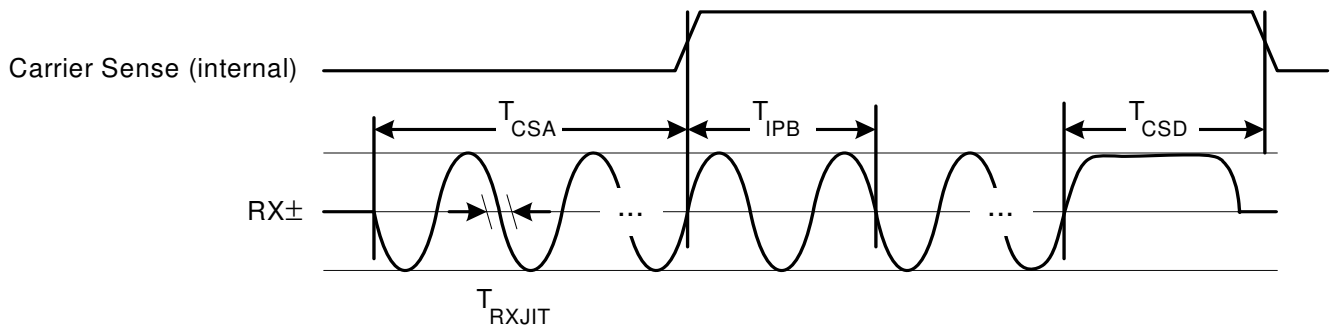 Carrier Sense (internal)
TCSA
TIPB
TCSD
RX±
...
...
TRXJIT